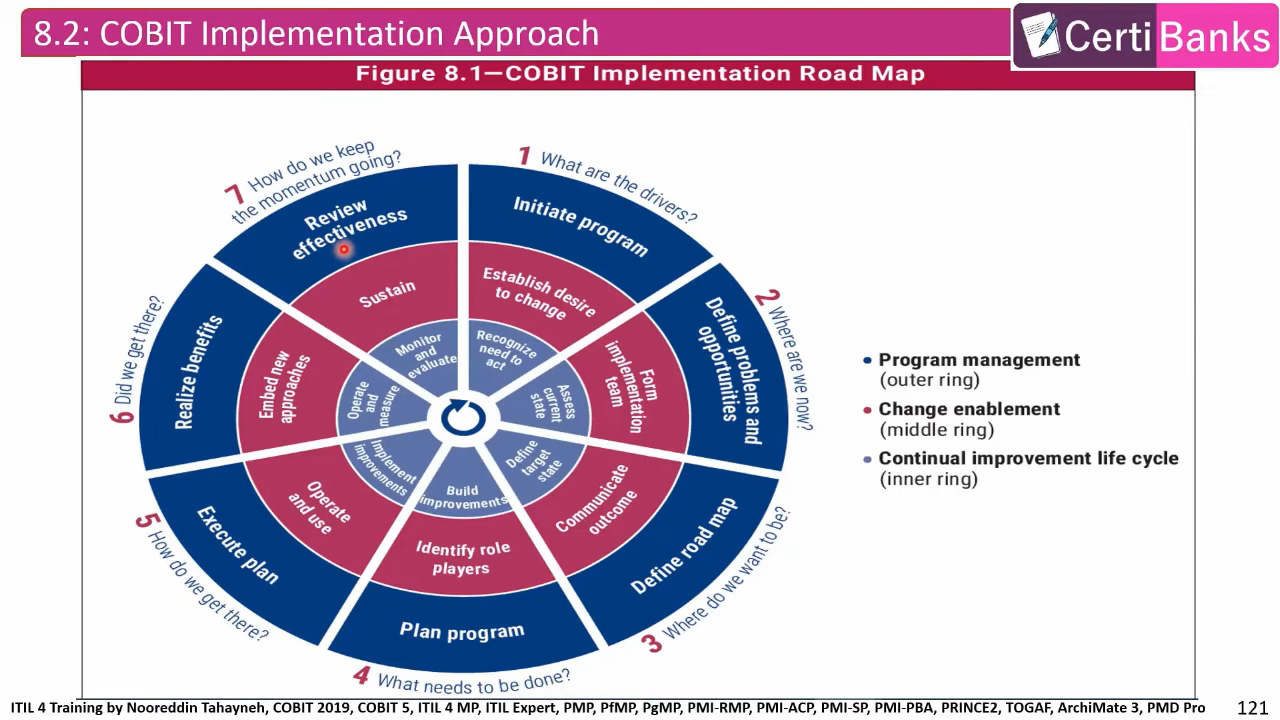 8.2: COBIT Implementation Approach
CertiBanks
Figure 8.1—COBIT Implementation Road Map
1 What are the drivers?
Initiate program
Establish desire
to change
Recognize
need to
act
2 Where are we now?
Define problems and
opportunities
Form
implementation
team
Assess
current
state
3 Where do we want to be?
Define road map
Communicate
outcome
Define
target
state
4 What needs to be done?
Plan program
Identify role
players
Build
improvements
5 How do we get there?
Execute plan
Operate
and use
Implement
improvements
6 Did we get there?
Realize benefits
Embed new
approaches
Operate
and
measure
7 How do we keep
the momentum going?
Review
effectiveness
Sustain
Monitor
and
evaluate
• Program management
(outer ring)
• Change enablement
(middle ring)
• Continual improvement life cycle
(inner ring)
ITIL 4 Training by Nooreddin Tahayneh, COBIT 2019, COBIT 5, ITIL 4 MP, ITIL Expert, PMP, PfMP, PgMP, PMI-RMP, PMI-ACP, PMI-SP, PMI-PBA, PRINCE2, TOGAF, ArchiMate 3, PMD Pro
121